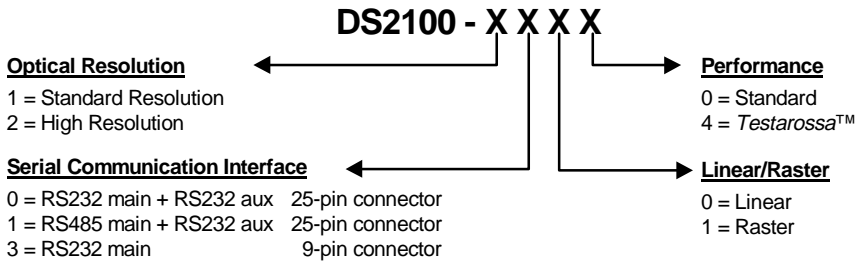 DS2100 - X X X X
Optical Resolution
1 = Standard Resolution
2 = High Resolution
Serial Communication Interface
0 = RS232 main + RS232 aux 25-pin connector
1 = RS485 main + RS232 aux 25-pin connector
3 = RS232 main 9-pin connector
Performance
0 = Standard
4 = Testarossa™
Linear/Raster
0 = Linear
1 = Raster